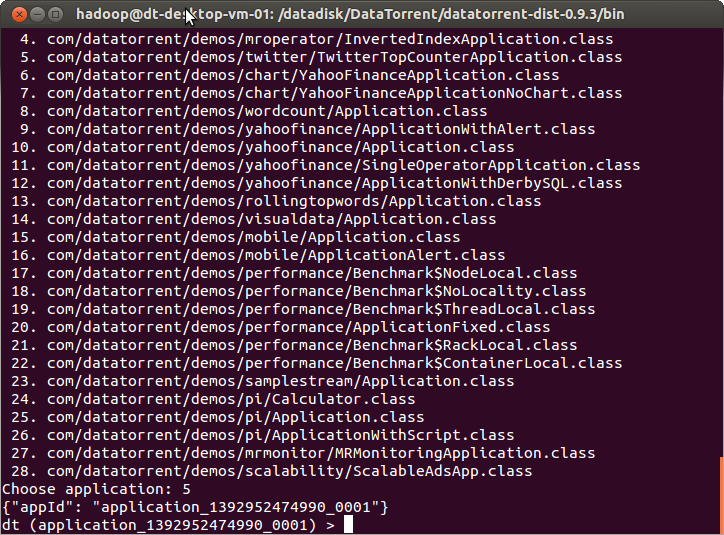 hadoop@dt-desktop-vm-01: /datadisk/DataTorrent/datatorrent-dist-0.9.3/bin
4. com/datatorrent/demos/mroperator/InvertedIndexApplication.class
5. com/datatorrent/demos/twitter/TwitterTopCounterApplication.class
6. com/datatorrent/demos/chart/YahooFinanceApplication.class
7. com/datatorrent/demos/chart/YahooFinanceApplicationNoChart.class
8. com/datatorrent/demos/wordcount/Application.class
9. com/datatorrent/demos/yahoofinance/ApplicationWithAlert.class
10. com/datatorrent/demos/yahoofinance/Application.class
11. com/datatorrent/demos/yahoofinance/SingleOperatorApplication.class
12. com/datatorrent/demos/yahoofinance/ApplicationWithDerbySQL.class
13. com/datatorrent/demos/rollingtopwords/Application.class
14. com/datatorrent/demos/visualdata/Application.class
15. com/datatorrent/demos/mobile/Application.class
16. com/datatorrent/demos/mobile/ApplicationAlert.class
17. com/datatorrent/demos/performance/Benchmark$NodeLocal.class
18. com/datatorrent/demos/performance/Benchmark$NoLocality.class
19. com/datatorrent/demos/performance/Benchmark$ThreadLocal.class
20. com/datatorrent/demos/performance/ApplicationFixed.class
21. com/datatorrent/demos/performance/Benchmark$RackLocal.class
22. com/datatorrent/demos/performance/Benchmark$ContainerLocal.class
23. com/datatorrent/demos/samplestream/Application.class
24. com/datatorrent/demos/pi/Calculator.class
25. com/datatorrent/demos/pi/Application.class
26. com/datatorrent/demos/pi/ApplicationWithScript.class
27. com/datatorrent/demos/mrmonitor/MRMonitoringApplication.class
28. com/datatorrent/demos/scalability/ScalableAdsApp.class
Choose application: 5
{"appId": "application_1392952474990_0001"}
dt (application_1392952474990_0001) >